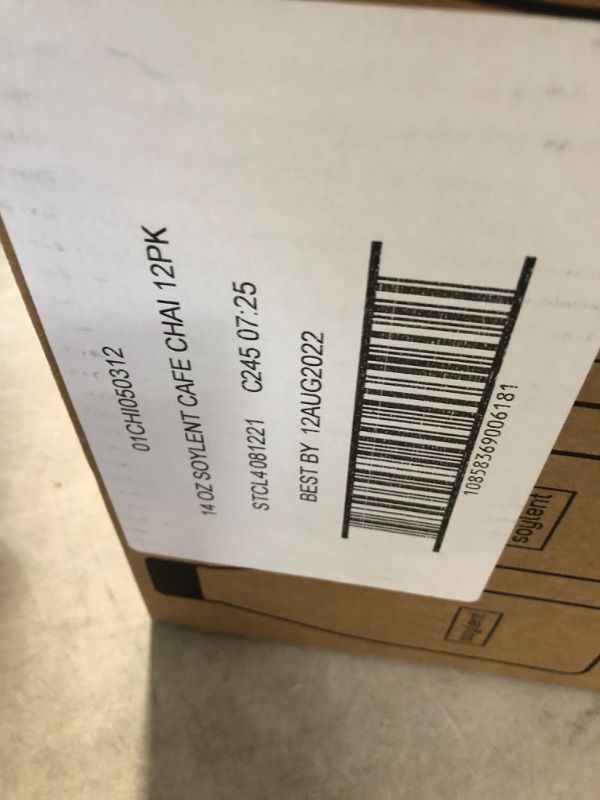 01CHI050312
14 OZ SOYLENT CAFE CHAI 12PK
STCL4081221 C245 07:25
BEST BY 12AUG2022
10858369006181
soylent
soylent